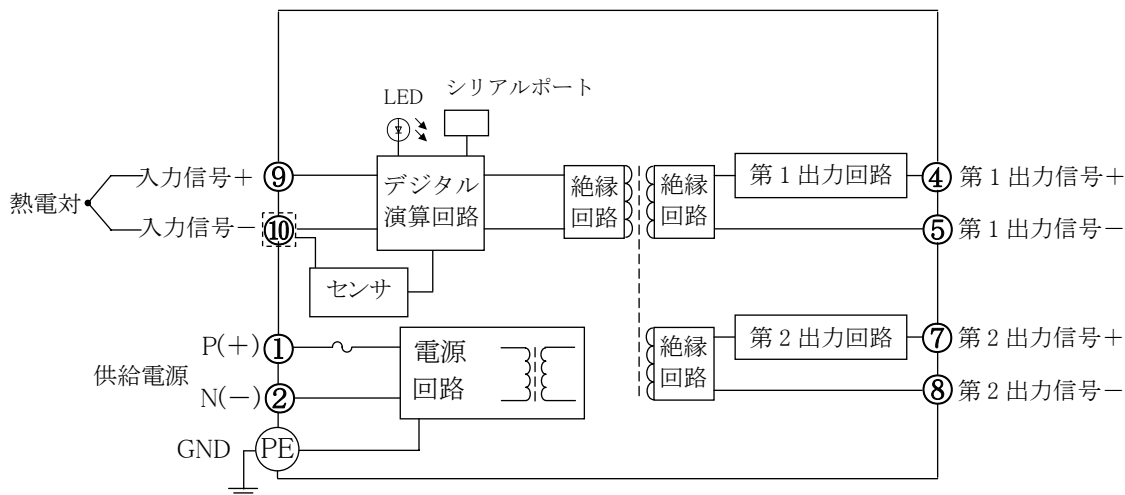 シリアルポート
LED
熱電対
入力信号+
⑨
デジタル
演算回路
絶縁
回路
絶縁
回路
第1出力回路
④
第1出力信号+
入力信号−
⑩
⑤
第1出力信号−
センサ
供給電源
P(+)
①
電源
回路
絶縁
回路
第2出力回路
⑦
第2出力信号+
N(−)
②
⑧
第2出力信号−
GND
PE